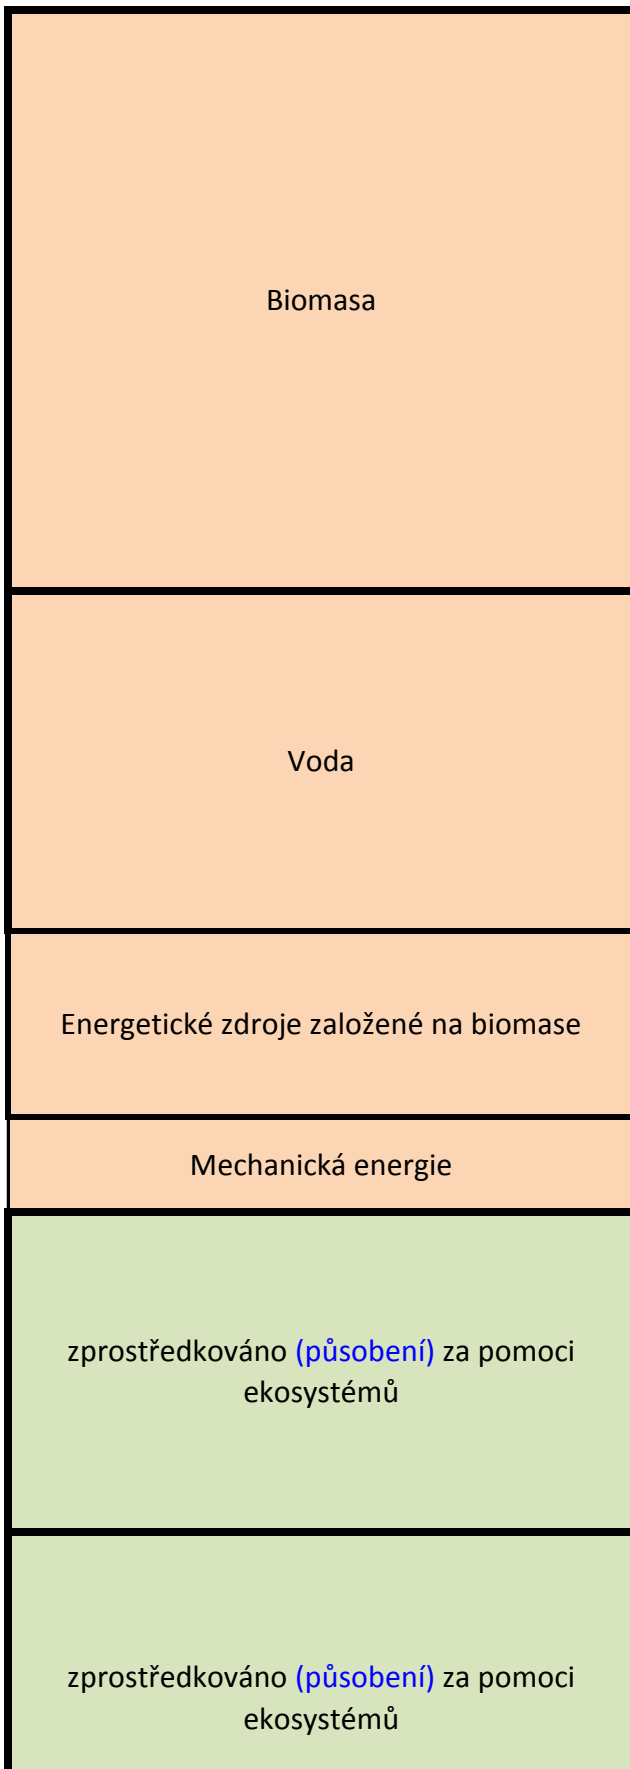 Biomasa
Voda
Energetické zdroje založené na biomase
Mechanická energie
zprostředkováno (působení) za pomoci
ekosystémů
zprostředkováno (působení) za pomoci
ekosystémů